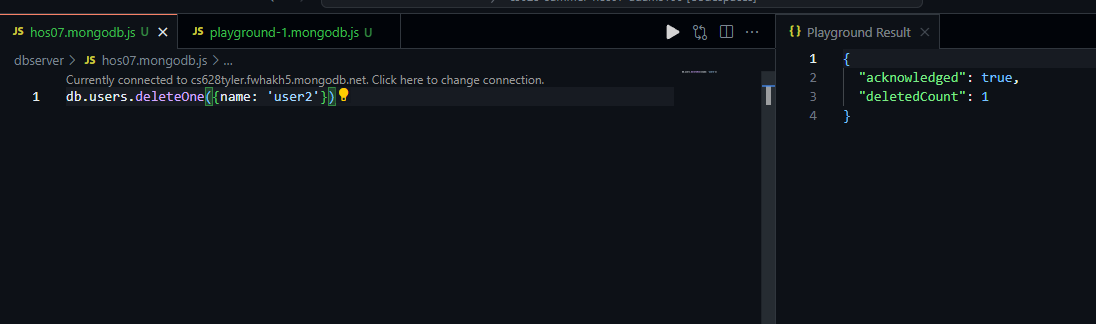 hos07.mongodb.js U
playground-1.mongodb.js U
Playground Result
dbserver > JS hos07.mongodb.js > ...
Currently connected to cs628tyler.fwhakh5.mongodb.net. Click here to change connection.
1 db.users.deleteOne({name: 'user2'})
1 {
2 "acknowledged": true,
3 "deletedCount": 1
4 }